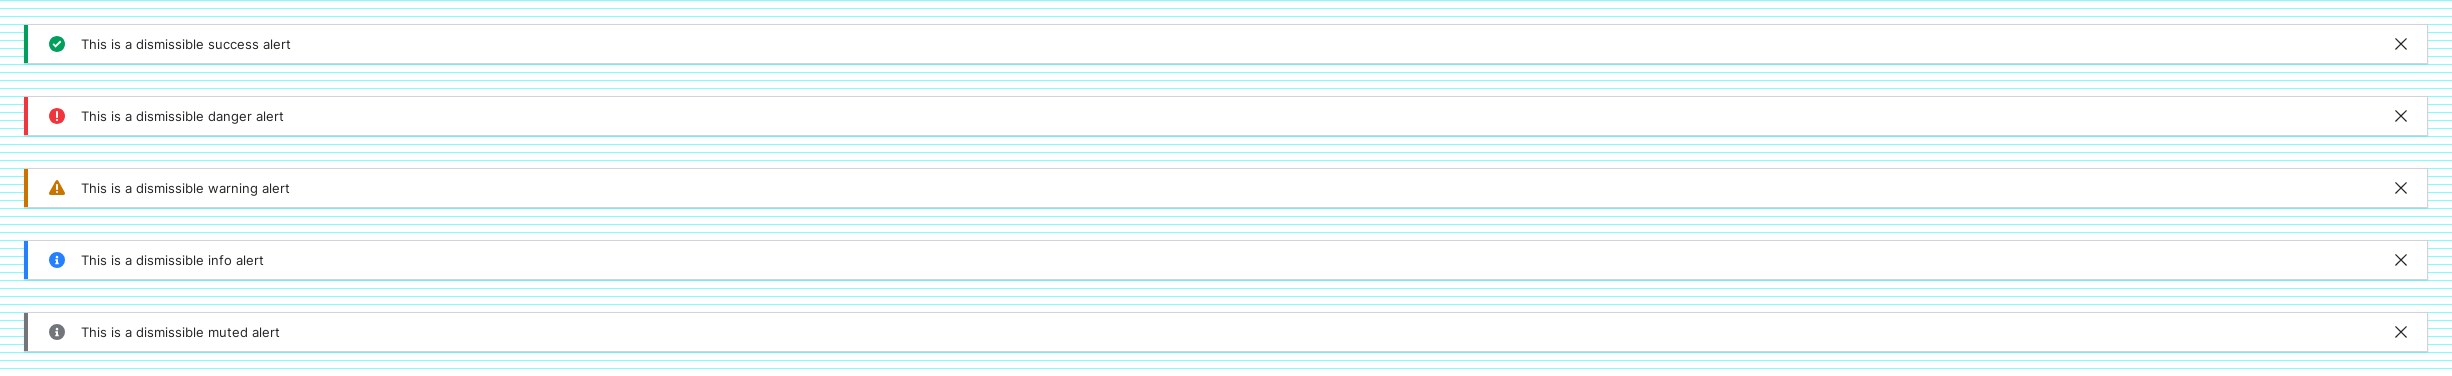 This is a dismissible success alert
This is a dismissible danger alert
This is a dismissible warning alert
This is a dismissible info alert
This is a dismissible muted alert